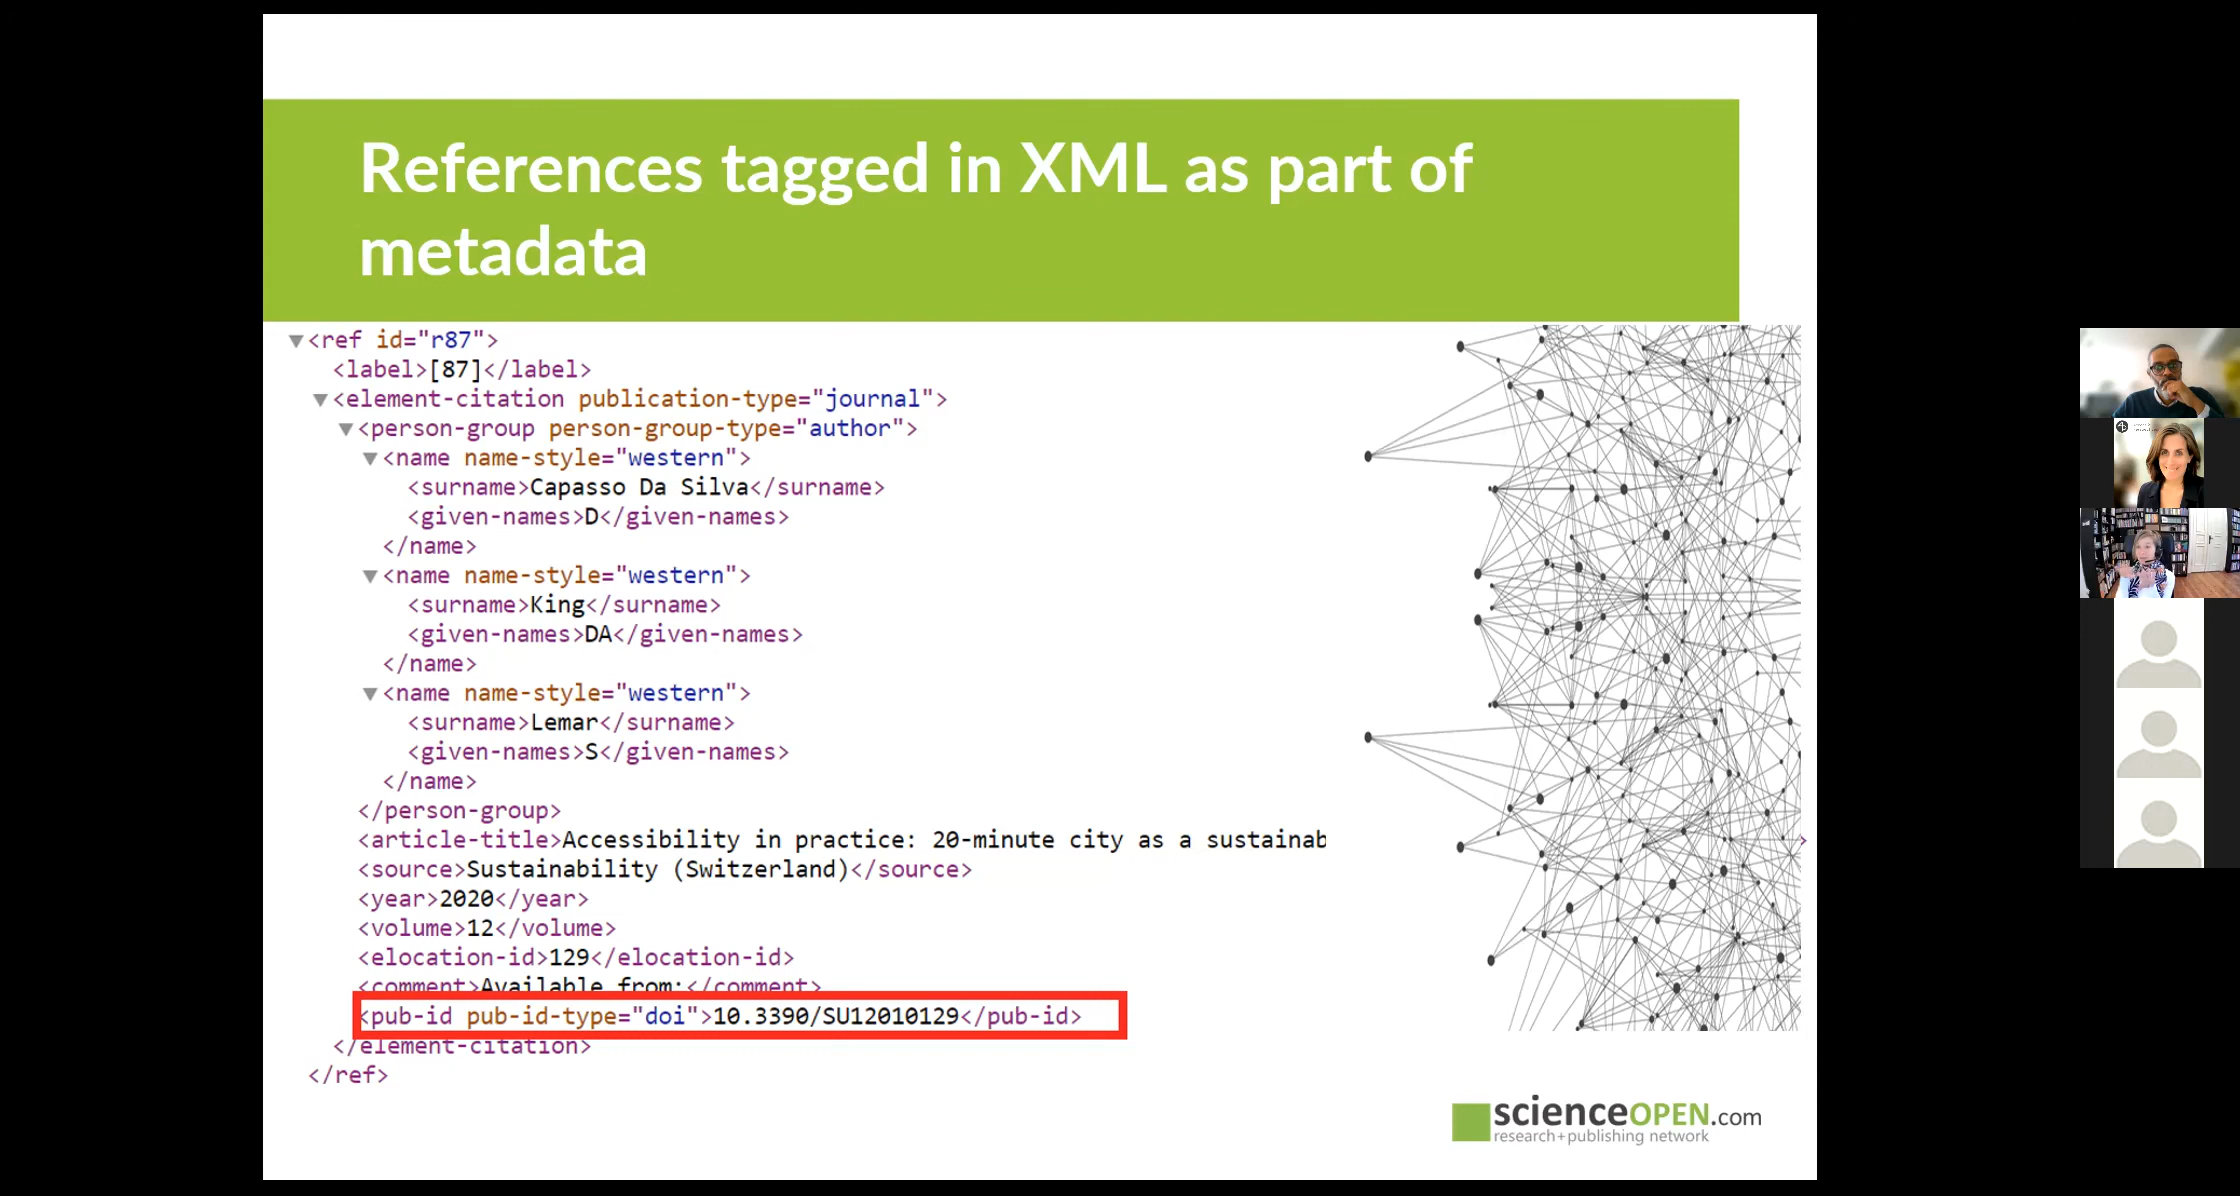 References tagged in XML as part of
metadata
▼<ref id="r87">
<label>[87]</label>
▼<element-citation publication-type="journal">
▼<person-group person-group-type="author">
▼<name name-style="western">
<surname>Capasso Da Silva</surname>
<given-names>D</given-names>
</name>
▼<name name-style="western">
<surname>King</surname>
<given-names>DA</given-names>
</name>
▼<name name-style="western">
<surname>Lemar</surname>
<given-names>S</given-names>
</name>
</person-group>
<article-title>Accessibility in practice: 20-minute city as a sustainab
<source>Sustainability (Switzerland)</source>
<year>2020</year>
<volume>12</volume>
<elocation-id>129</elocation-id>
<comment>Available from:</comment>
<pub-id pub-id-type="doi">10.3390/SU12010129</pub-id>
</element-citation>
</ref>
scienceOPEN.com
research+publishing network